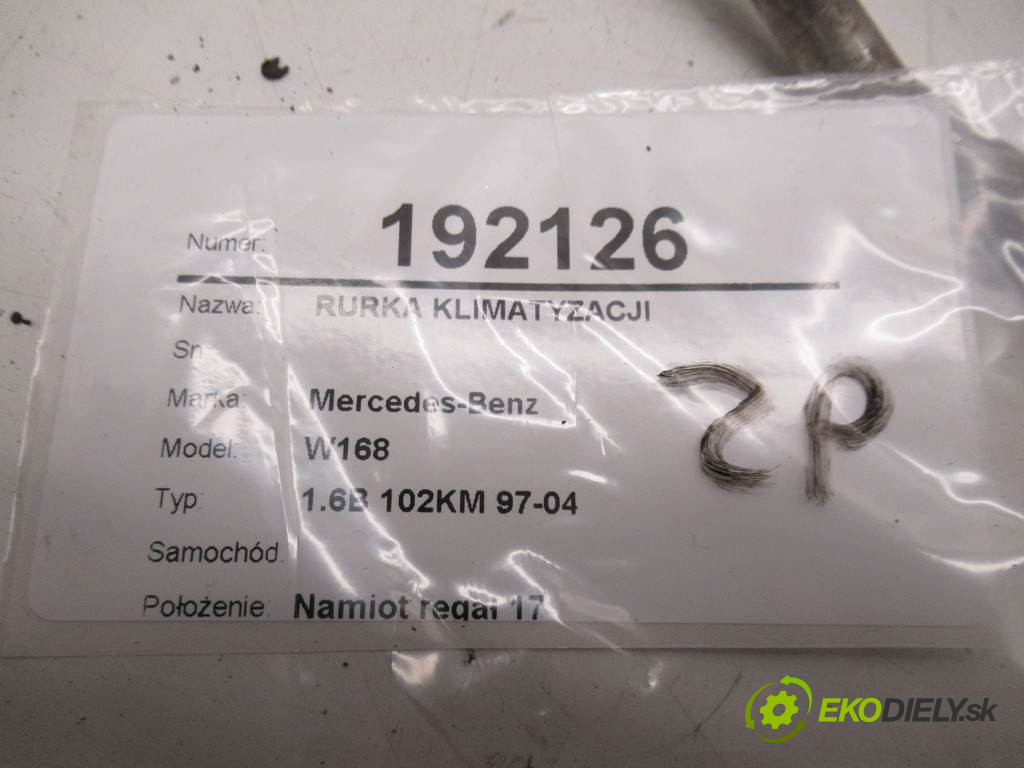 Numer: 192126
Nazwa: RURKA KLIMATYZACJI
Sn
Marka: Mercedes-Benz
Model: W168
Typ 1.6B 102KM 97-04
Samochód:
Położenie: Namiot regał 17
ZP
EKODIELY.sk